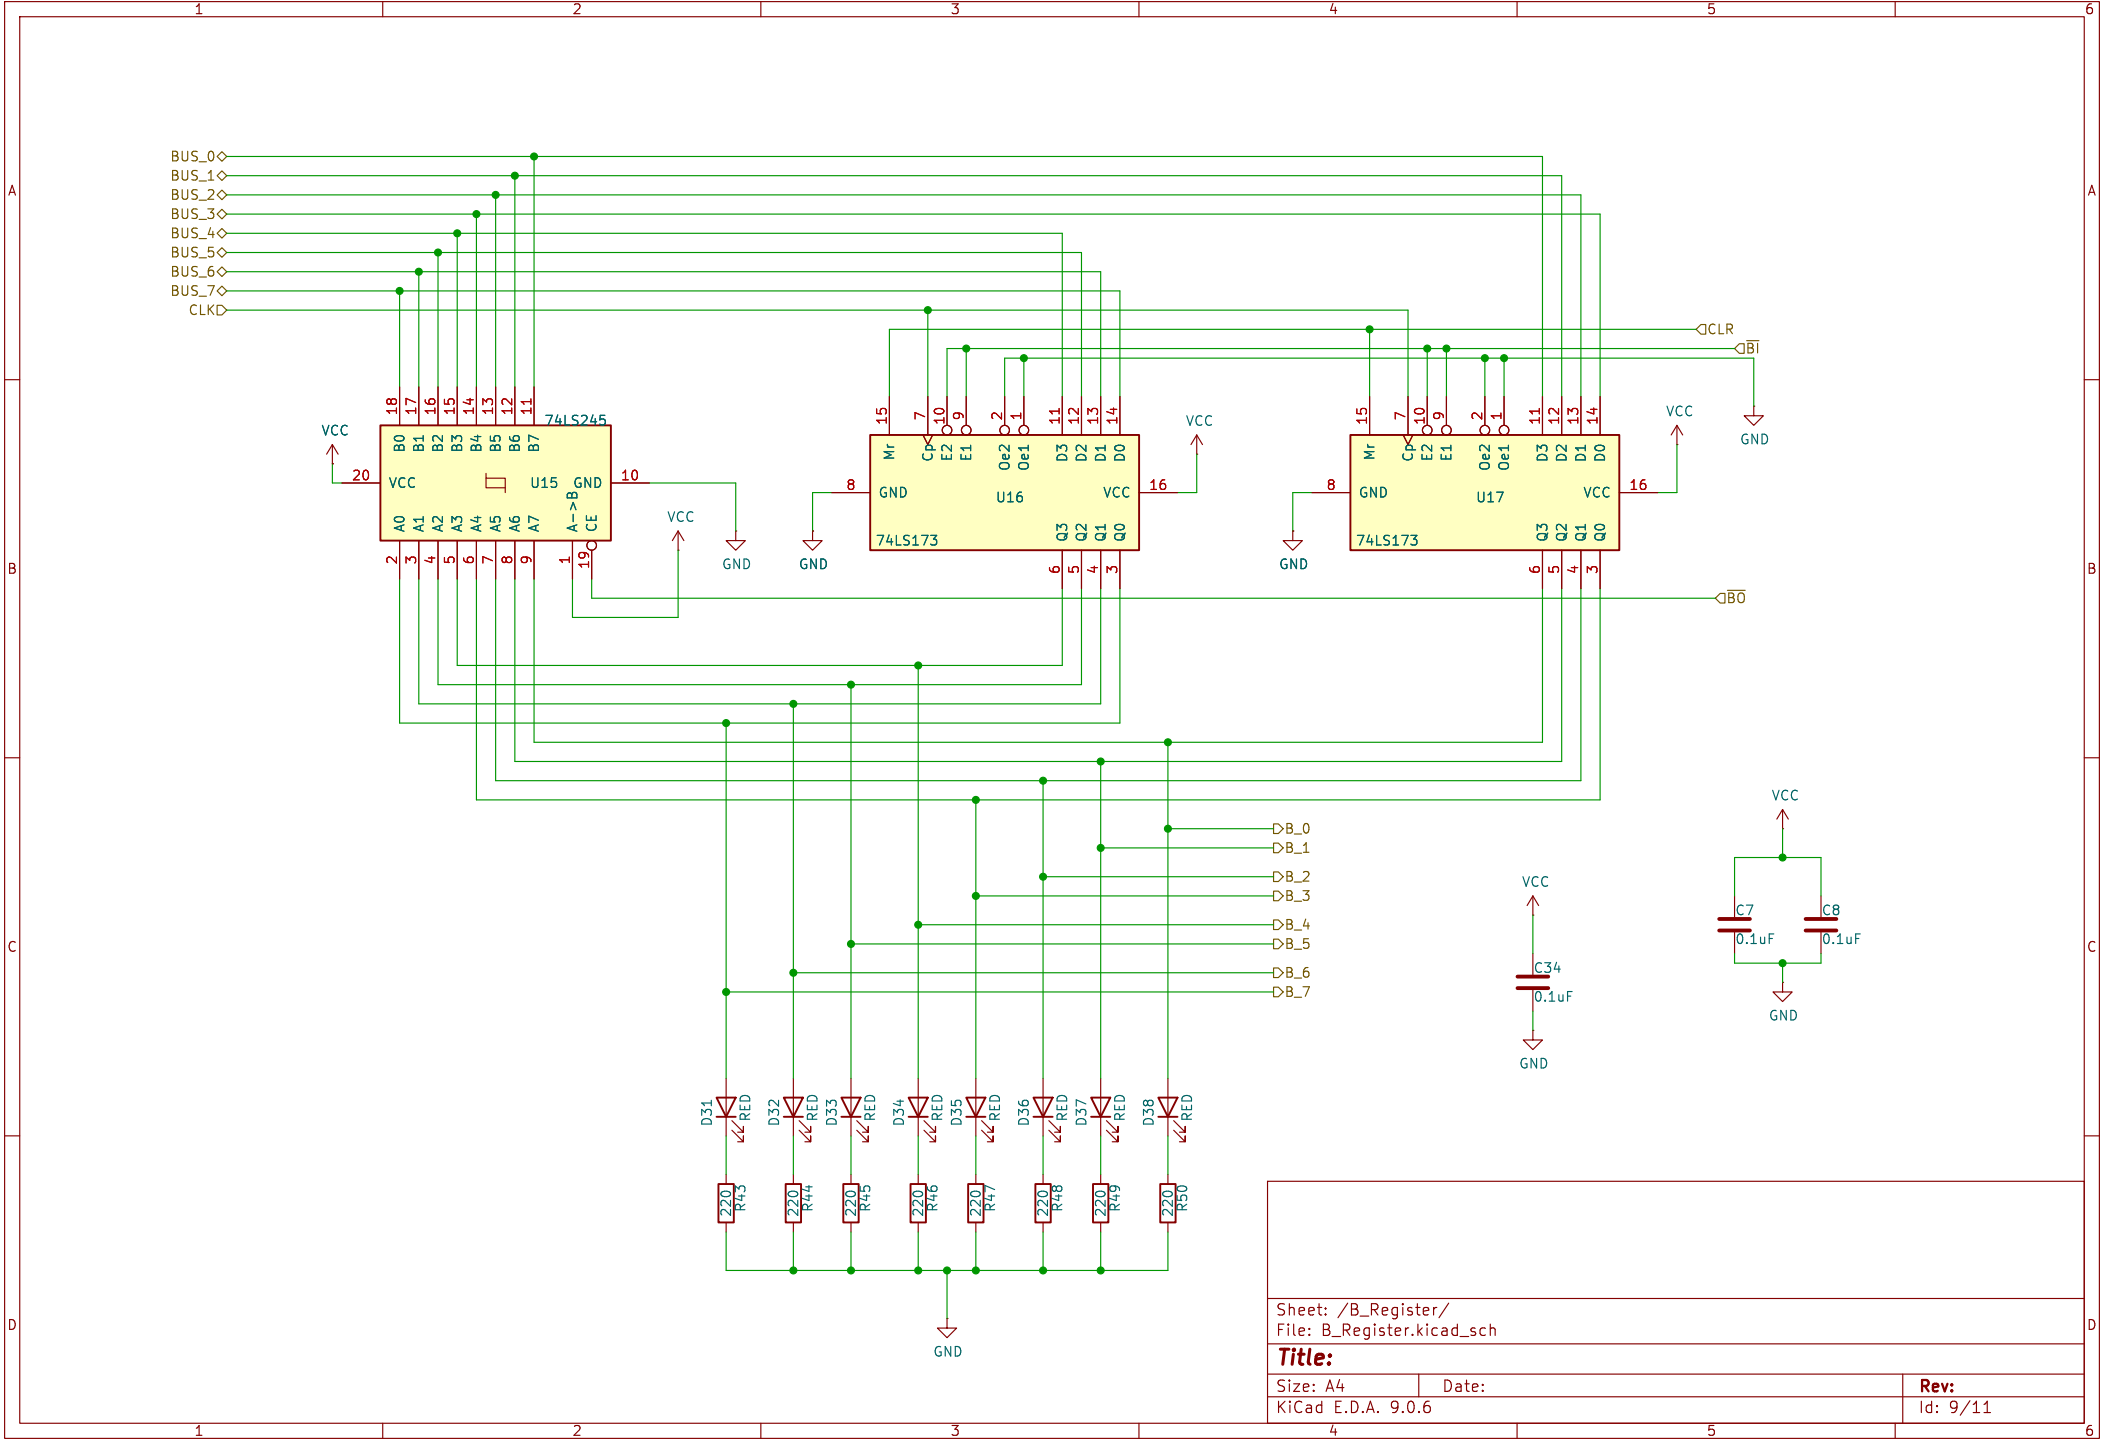 1 2 3 4 5 6
BUS_0
BUS_1
A A
BUS_2
BUS_3
BUS_4
BUS_5
BUS_6
BUS_7
CLK
CLR
B̅I̅
18 17 16 15 14 13 12 11
74LS245
15 7 10 9 2 1 11 12 13 14
VCC
15 7 10 9 2 1 11 12 13 14
VCC
GND
VCC
B0 B1 B2 B3 B4 B5 B6 B7
Mr Cp E2 E1 Oe2 Oe1 D3 D2 D1 D0
Mr Cp E2 E1 Oe2 Oe1 D3 D2 D1 D0
20 VCC U15 GND 10
8 GND U16 VCC 16
8 GND U17 VCC 16
A0 A1 A2 A3 A4 A5 A6 A7 A->B CE
VCC
Q3 Q2 Q1 Q0
Q3 Q2 Q1 Q0
74LS173
74LS173
2 3 4 5 6 7 8 9 1 19
GND
GND
6 5 4 3
GND
6 5 4 3
B B
B̅O̅
VCC
B_0
B_1
B_2
B_3
B_4
B_5
B_6
B_7
VCC
C7
0.1uF
C8
0.1uF
C C
C34
0.1uF
GND
GND
D31 RED D32 RED D33 RED D34 RED D35 RED D36 RED D37 RED D38 RED
220 R43 220 R44 220 R45 220 R46 220 R47 220 R48 220 R49 220 R50
GND
D D
Sheet: /B_Register/
File: B_Register.kicad_sch
Title:
Size: A4 Date: Rev:
KiCad E.D.A. 9.0.6 Id: 9/11
1 2 3 4 5 6